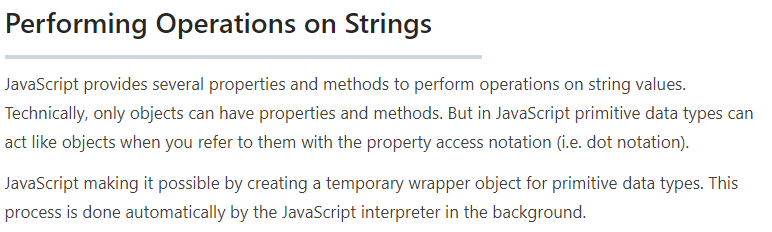 Performing Operations on Strings
JavaScript provides several properties and methods to perform operations on string values.
Technically, only objects can have properties and methods. But in JavaScript primitive data types can
act like objects when you refer to them with the property access notation (i.e. dot notation).
JavaScript making it possible by creating a temporary wrapper object for primitive data types. This
process is done automatically by the JavaScript interpreter in the background.